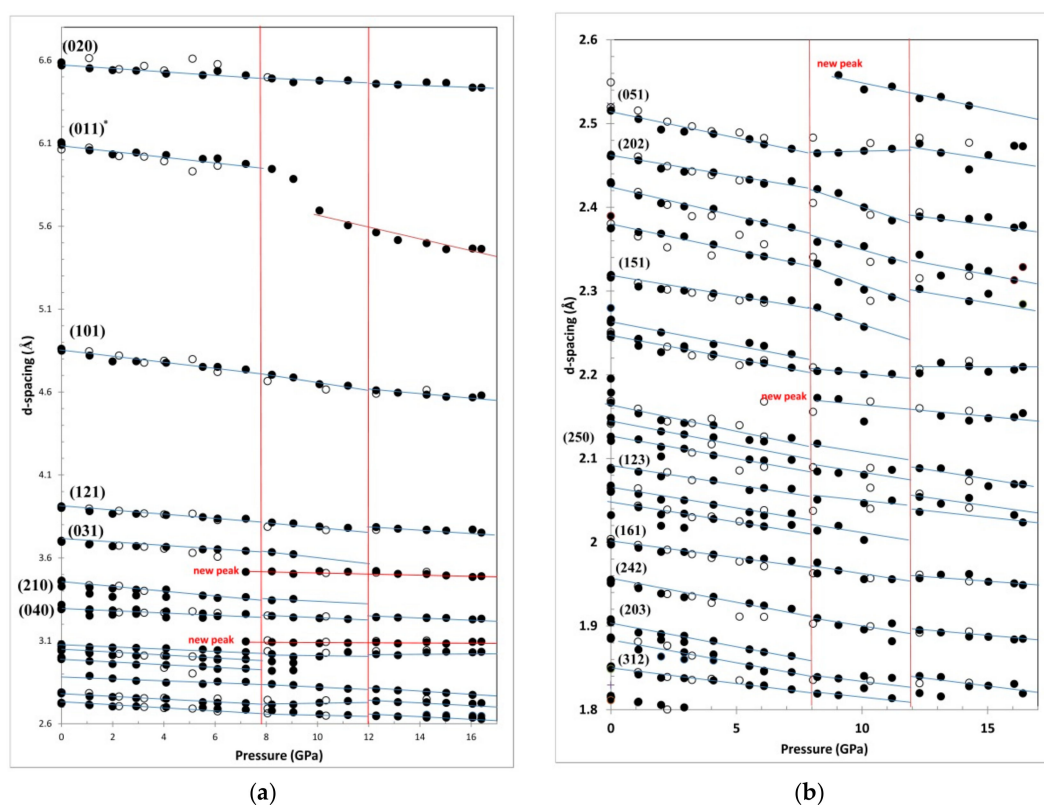 6.6
6.1
5.6
5.1
4.6
4.1
3.6
3.1
2.6
d-spacing (Å)
(020)
(011)*
(101)
(121)
(031)
new peak
(210)
(040)
new peak
0 2 4 6 8 10 12 14 16
Pressure (GPa)
(a)
2.6
2.5
2.4
2.3
2.2
2.1
2
1.9
1.8
d-spacing (Å)
new peak
(051)
(202)
(151)
new peak
(250)
(123)
(161)
(242)
(203)
(312)
0 5 10 15
Pressure (GPa)
(b)